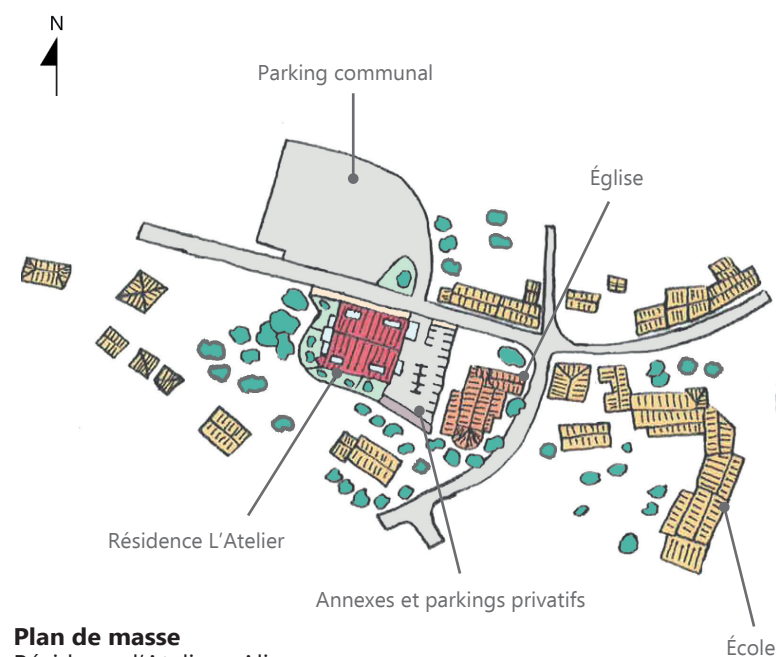 N
Parking communal
Église
Résidence L'Atelier
Annexes et parkings privatifs
École
Plan de masse